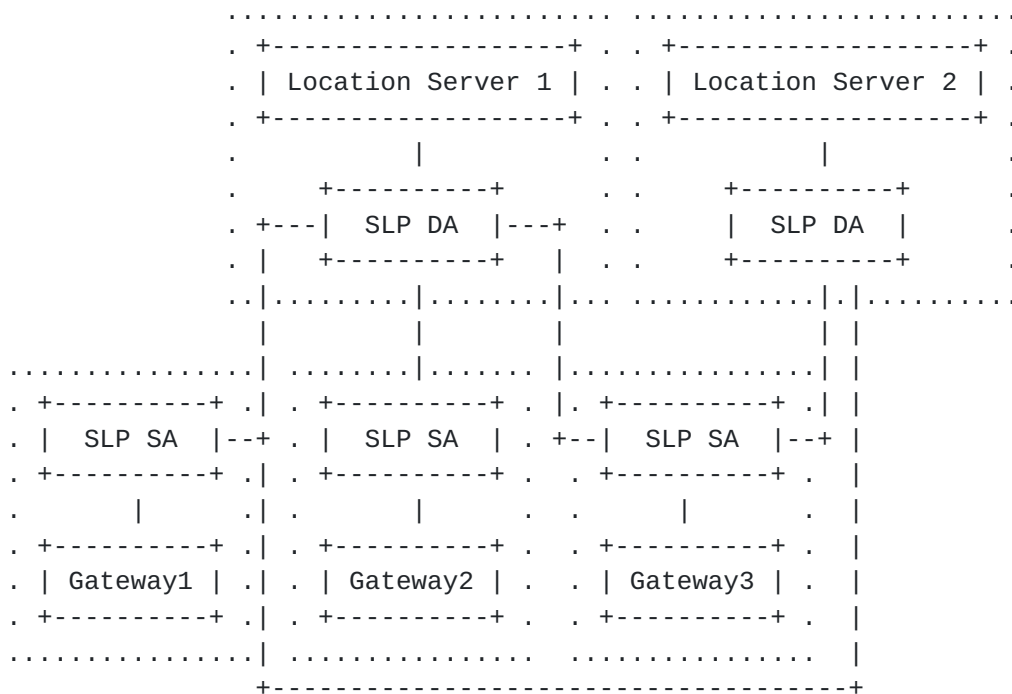 Location Server 1 Location Server 2
SLP DA SLP DA
SLP SA SLP SA SLP SA
Gateway1 Gateway2 Gateway3